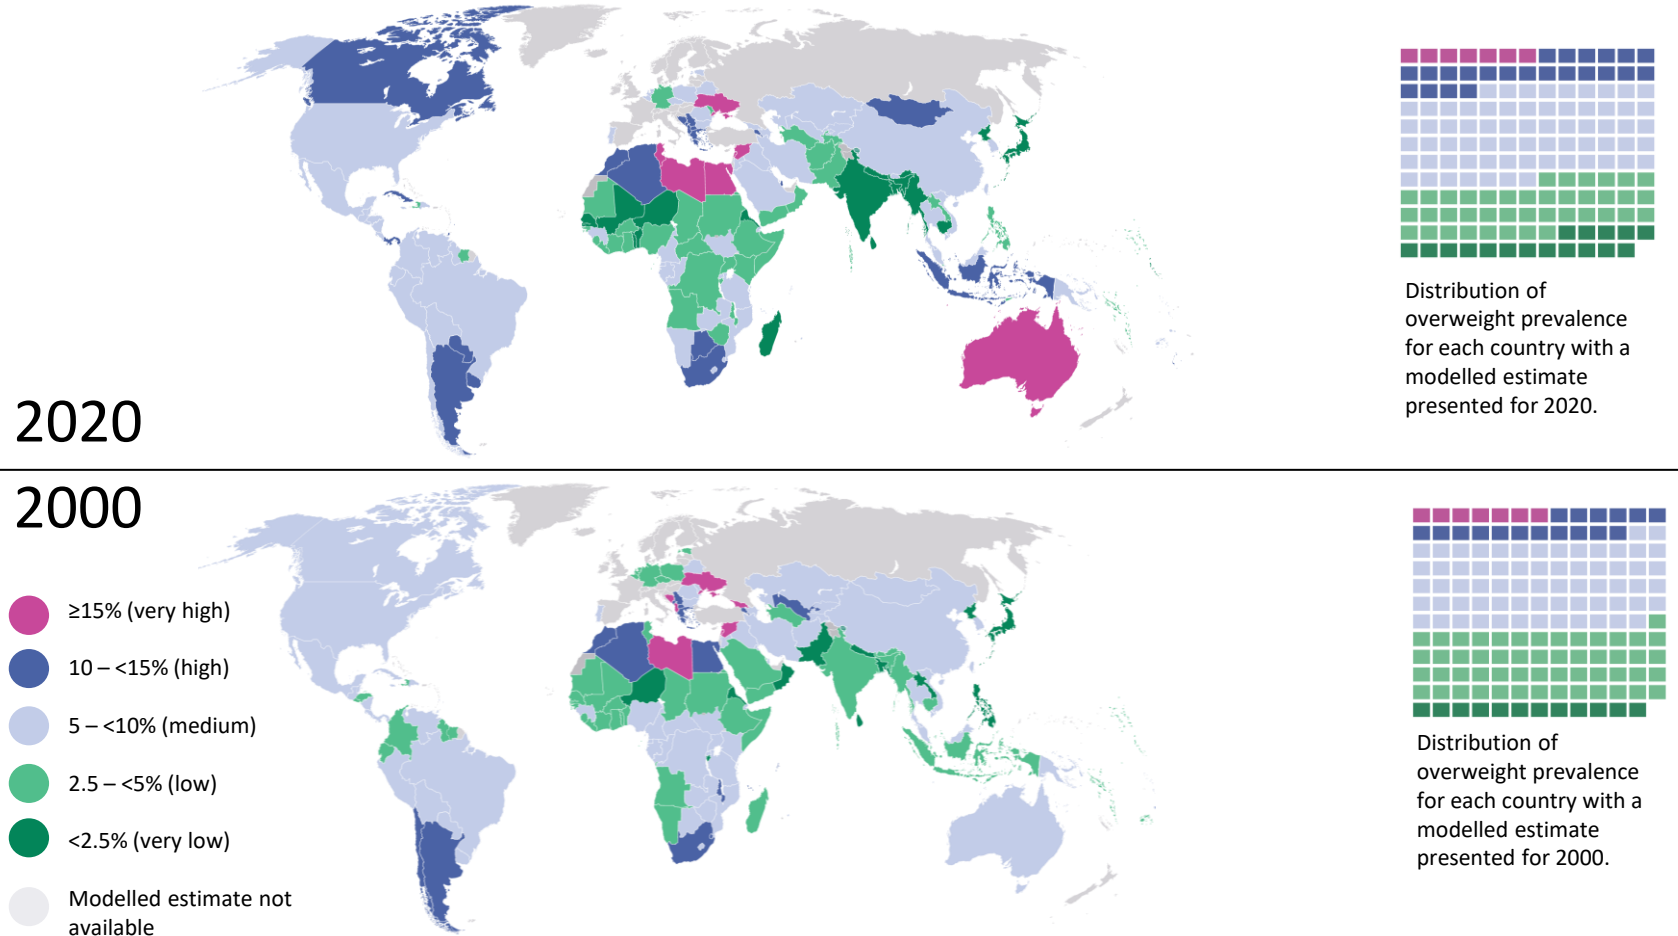 Distribution of
overweight prevalence
for each country with a
modelled estimate
presented for 2020.
2020
2000
≥15% (very high)
10 – <15% (high)
5 – <10% (medium)
2.5 – <5% (low)
<2.5% (very low)
Modelled estimate not
available
Distribution of
overweight prevalence
for each country with a
modelled estimate
presented for 2000.